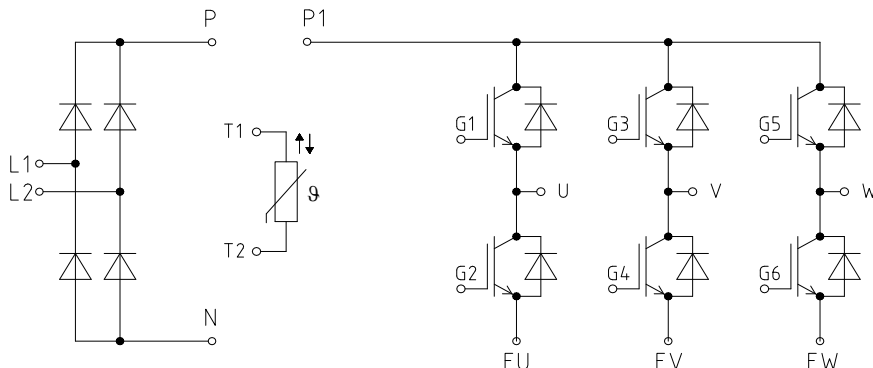 P P1
G1 G3 G5
T1
L1
L2
U V W
T2
ϑ
G2 G4 G6
N
EU EV EW